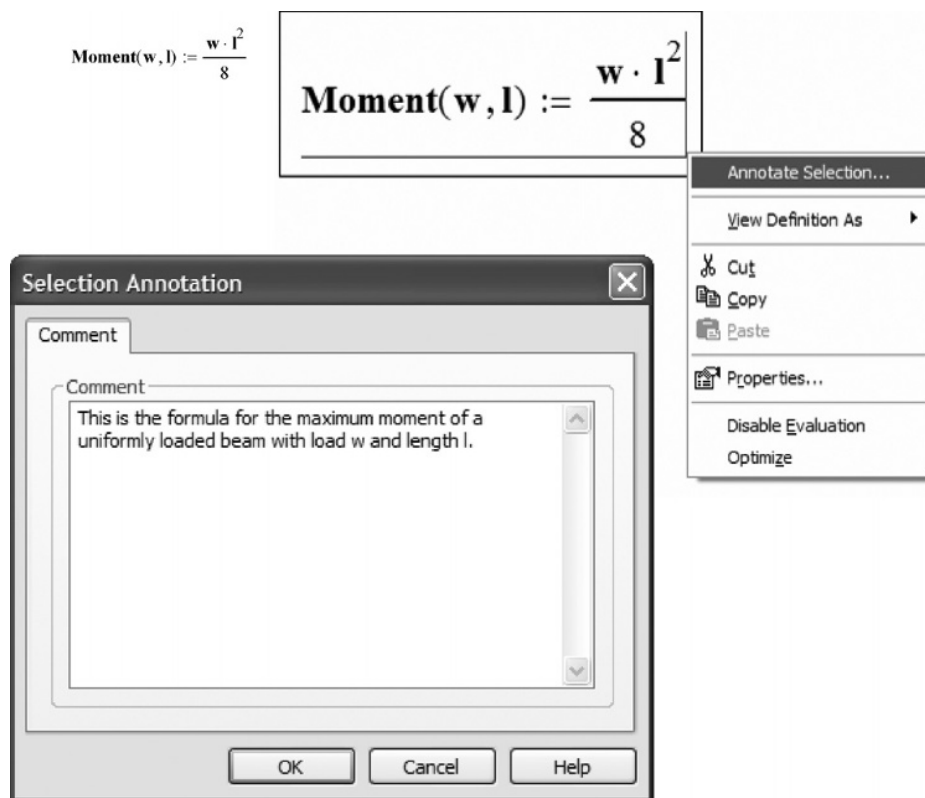 Moment(w,l) := w · l² / 8
Moment(w,l) := w · l² / 8
Annotate Selection...
View Definition As
Cut
Copy
Paste
Properties...
Disable Evaluation
Optimize
Selection Annotation
Comment
Comment
This is the formula for the maximum moment of a
uniformly loaded beam with load w and length l.
OK Cancel Help